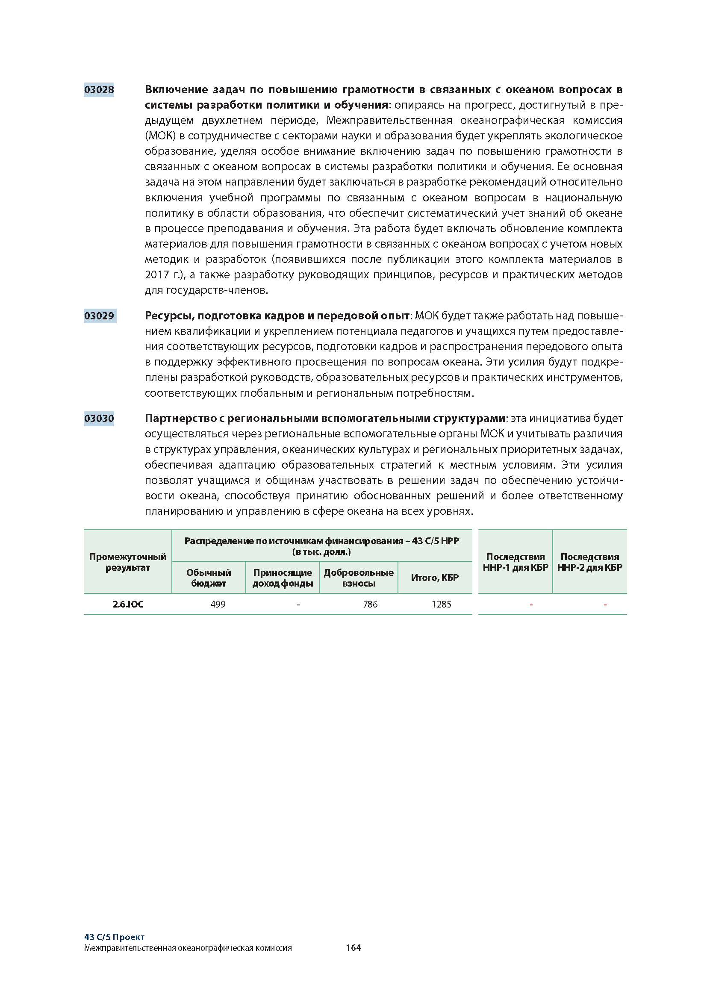 03028 Включение задач по повышению грамотности в связанных с океаном вопросах в
системы разработки политики и обучения: опираясь на прогресс, достигнутый в пре-
дыдущем двухлетнем периоде, Межправительственная океанографическая комиссия
(МОК) в сотрудничестве с секторами науки и образования будет укреплять экологическое
образование, уделяя особое внимание включению задач по повышению грамотности в
связанных с океаном вопросах в системы разработки политики и обучения. Ее основная
задача на этом направлении будет заключаться в разработке рекомендаций относительно
включения учебной программы по связанным с океаном вопросам в национальную
политику в области образования, что обеспечит систематический учет знаний об океане
в процессе преподавания и обучения. Эта работа будет включать обновление комплекта
материалов для повышения грамотности в связанных с океаном вопросах с учетом новых
методик и разработок (появившихся после публикации этого комплекта материалов в
2017 г.), а также разработку руководящих принципов, ресурсов и практических методов
для государств-членов.
03029 Ресурсы, подготовка кадров и передовой опыт: МОК будет также работать над повыше-
нием квалификации и укреплением потенциала педагогов и учащихся путем предоставле-
ния соответствующих ресурсов, подготовки кадров и распространения передового опыта
в поддержку эффективного просвещения по вопросам океана. Эти усилия будут подкре-
плены разработкой руководств, образовательных ресурсов и практических инструментов,
соответствующих глобальным и региональным потребностям.
03030 Партнерство с региональными вспомогательными структурами: эта инициатива будет
осуществляться через региональные вспомогательные органы МОК и учитывать различия
в структурах управления, океанических культурах и региональных приоритетных задачах,
обеспечивая адаптацию образовательных стратегий к местным условиям. Эти усилия
позволят учащимся и общинам участвовать в решении задач по обеспечению устойчи-
вости океана, способствуя принятию обоснованных решений и более ответственному
планированию и управлению в сфере океана на всех уровнях.
Промежуточный
результат
Распределение по источникам финансирования – 43 C/5 НРР
(в тыс. долл.)
Обычный
бюджет
Приносящие
доход фонды
Добровольные
взносы
Итого, КБР
Последствия
ННР-1 для КБР
Последствия
ННР-2 для КБР
2.6.IOC 499 - 786 1285 - -
43 C/5 Проект
Межправительственная океанографическая комиссия 164